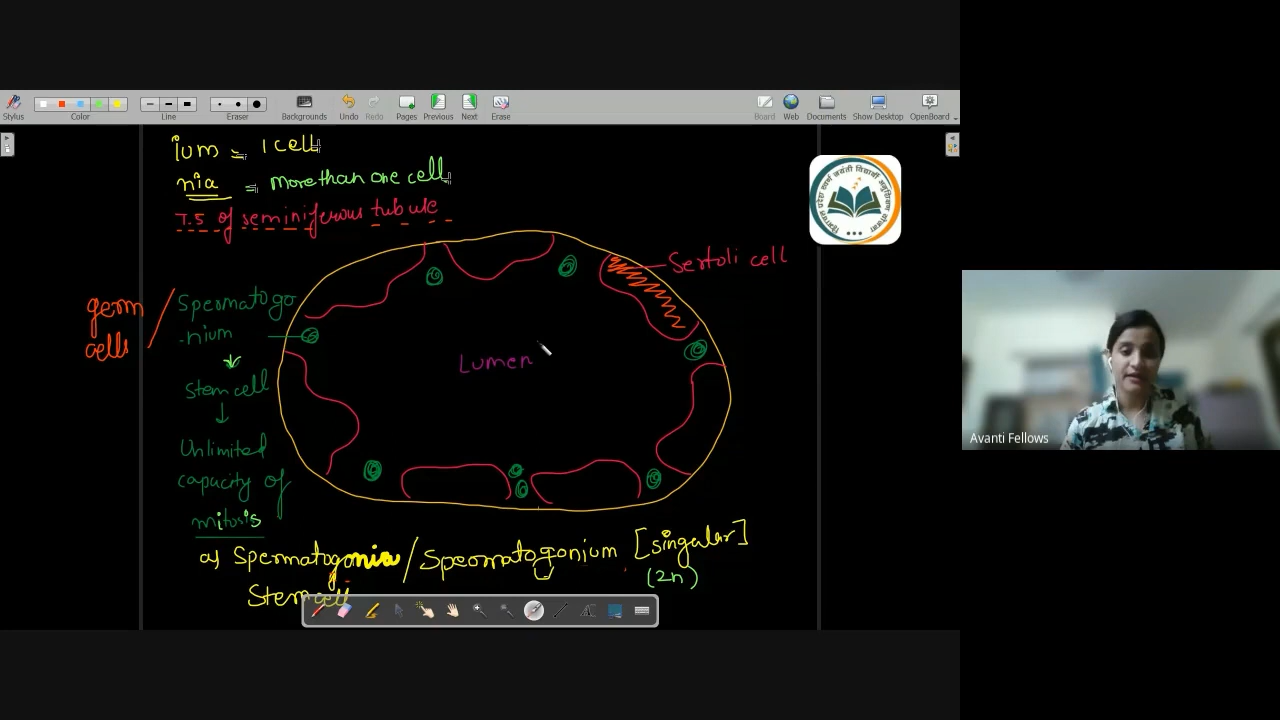 Stylus
Color
Line
Eraser
Backgrounds
Undo
Redo
Pages
Previous
Next
Erase
Board
Web
Documents
Show Desktop
OpenBoard
ium = 1 cell
nia = more than one cell
T.S of seminiferous tubule
Sertoli cell
germ cells
Spermatogo
-nium
Stem cell
Unlimited
capacity of
mitosis
Lumen
a) Spermatogonia/Spermatogonium [singular]
(2n)
Stem cell
Avanti Fellows